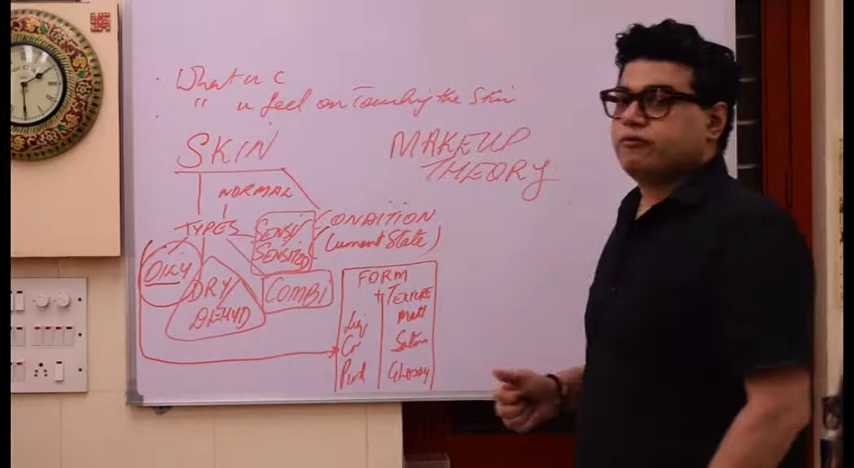 What u c
" u feel on Touching the Skin
SKIN
MAKEUP
THEORY
NORMAL
TYPES
CONDITION
(Current State)
SENSI
OILY
DRY
DEHYD
COMBI
FORM
+ TEXTURE
Liq
Matt
Cr
Satin
Pwd
Glossy